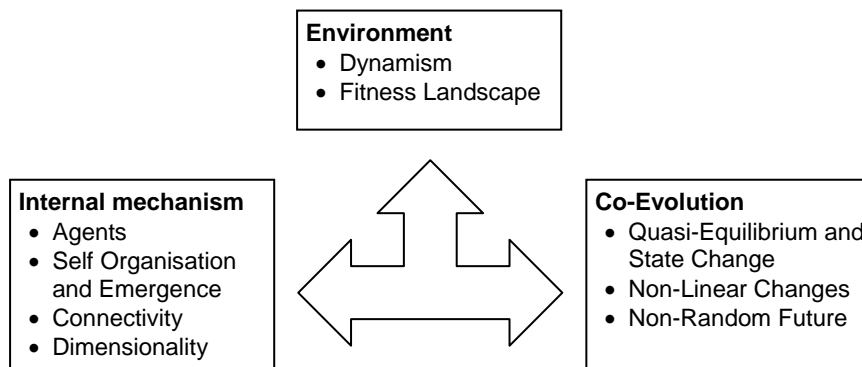 Environment
• Dynamism
• Fitness Landscape
Internal mechanism
• Agents
• Self Organisation
and Emergence
• Connectivity
• Dimensionality
Co-Evolution
• Quasi-Equilibrium and
State Change
• Non-Linear Changes
• Non-Random Future